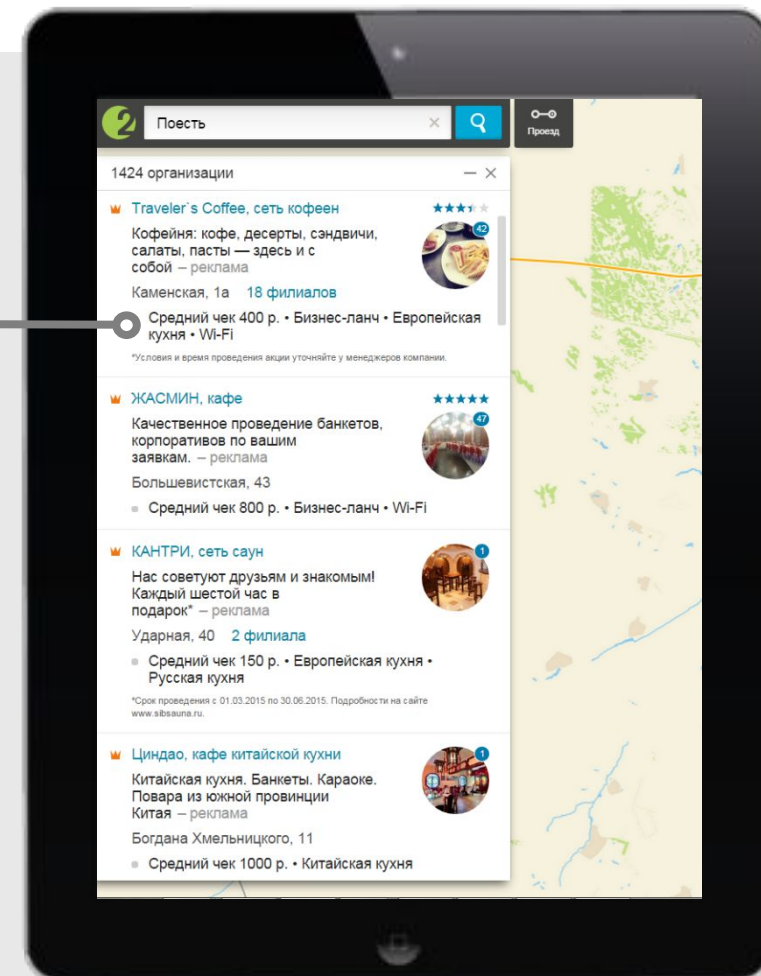 2 Поесть ×
Проезд
1424 организации
Traveler`s Coffee, сеть кофеен
42
Кофейня: кофе, десерты, сэндвичи,
салаты, пасты — здесь и с
собой – реклама
Каменская, 1а 18 филиалов
Средний чек 400 р. • Бизнес-ланч • Европейская
кухня • Wi-Fi
*Условия и время проведения акции уточняйте у менеджеров компании.
ЖАСМИН, кафе
47
Качественное проведение банкетов,
корпоративов по вашим
заявкам. – реклама
Большевистская, 43
Средний чек 800 р. • Бизнес-ланч • Wi-Fi
КАНТРИ, сеть саун
1
Нас советуют друзьям и знакомым!
Каждый шестой час в
подарок* – реклама
Ударная, 40 2 филиала
Средний чек 150 р. • Европейская кухня •
Русская кухня
*Срок проведения с 01.03.2015 по 30.06.2015. Подробности на сайте
www.sibsauna.ru.
Циндао, кафе китайской кухни
1
Китайская кухня. Банкеты. Караоке.
Повара из южной провинции
Китая – реклама
Богдана Хмельницкого, 11
Средний чек 1000 р. • Китайская кухня